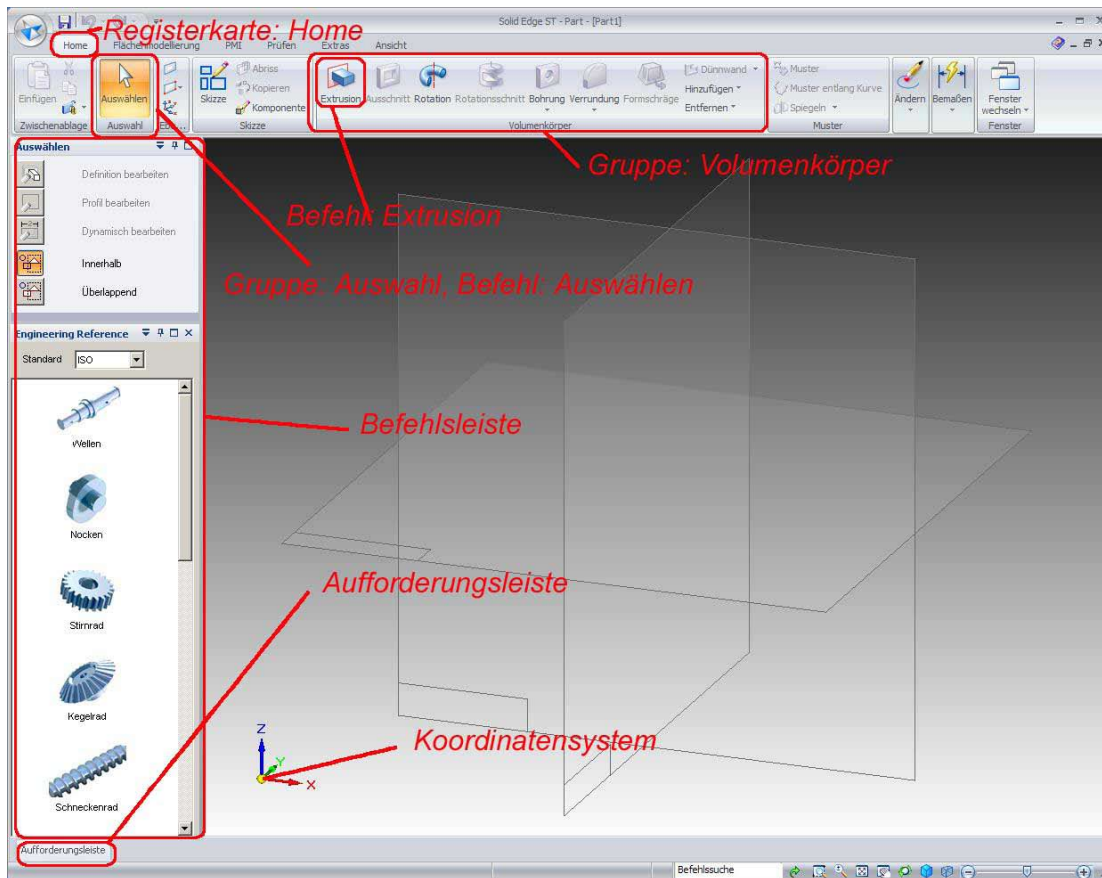 Solid Edge ST - Part - [Part1]
Registerkarte: Home
Home Flächenmodellierung PMI Prüfen Extras Ansicht
Einfügen
Zwischenablage
Auswählen
Auswahl
Ebe...
Skizze
Abriss
Kopieren
Komponente
Skizze
Extrusion
Ausschnitt
Rotation
Rotationsschnitt
Bohrung
Verrundung
Formschräge
Dünnwand
Hinzufügen
Entfernen
Volumenkörper
Muster
Muster entlang Kurve
Spiegeln
Muster
Ändern
Bemaßen
Fenster
wechseln
Fenster
Auswählen
Definition bearbeiten
Profil bearbeiten
Dynamisch bearbeiten
Innerhalb
Überlappend
Gruppe: Volumenkörper
Befehl: Extrusion
Gruppe: Auswahl, Befehl: Auswählen
Engineering Reference
Standard ISO
Wellen
Nocken
Stirnrad
Kegelrad
Schneckenrad
Befehlsleiste
Aufforderungsleiste
Koordinatensystem
Z
Y
X
Aufforderungsleiste
Befehlssuche